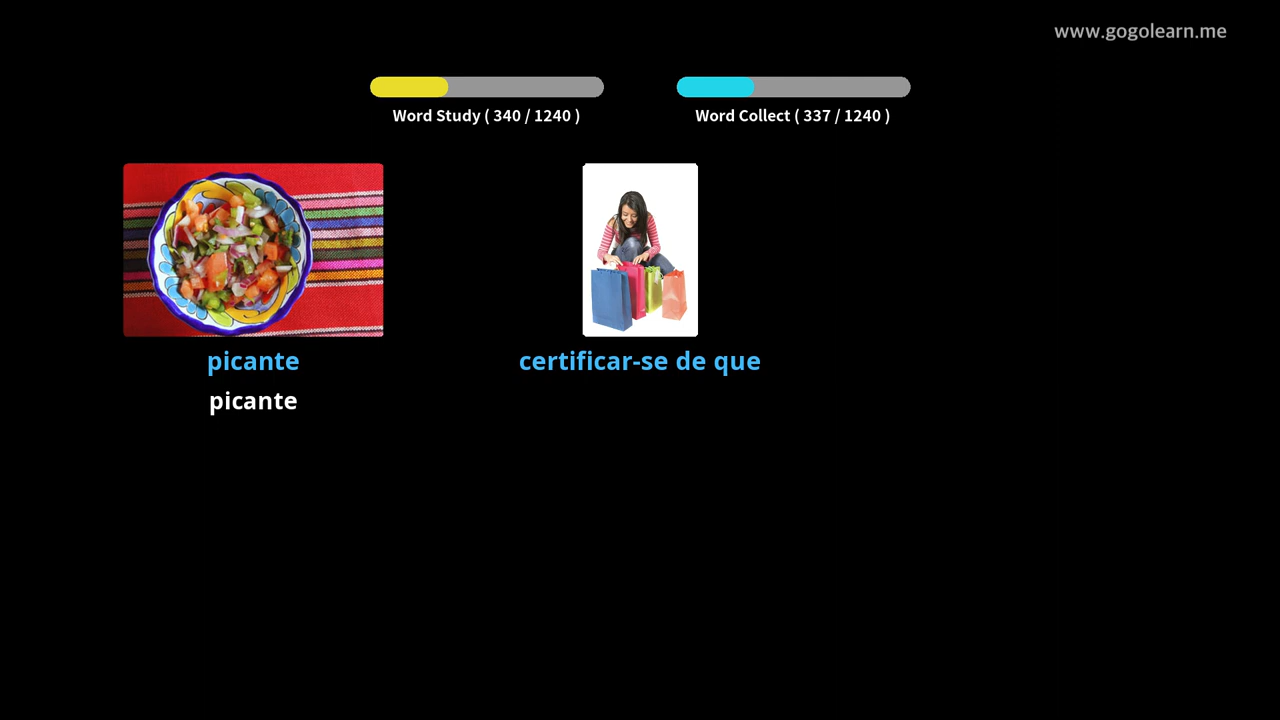 www.gogolearn.me
Word Study ( 340 / 1240 )
Word Collect ( 337 / 1240 )
picante
certificar-se de que
picante